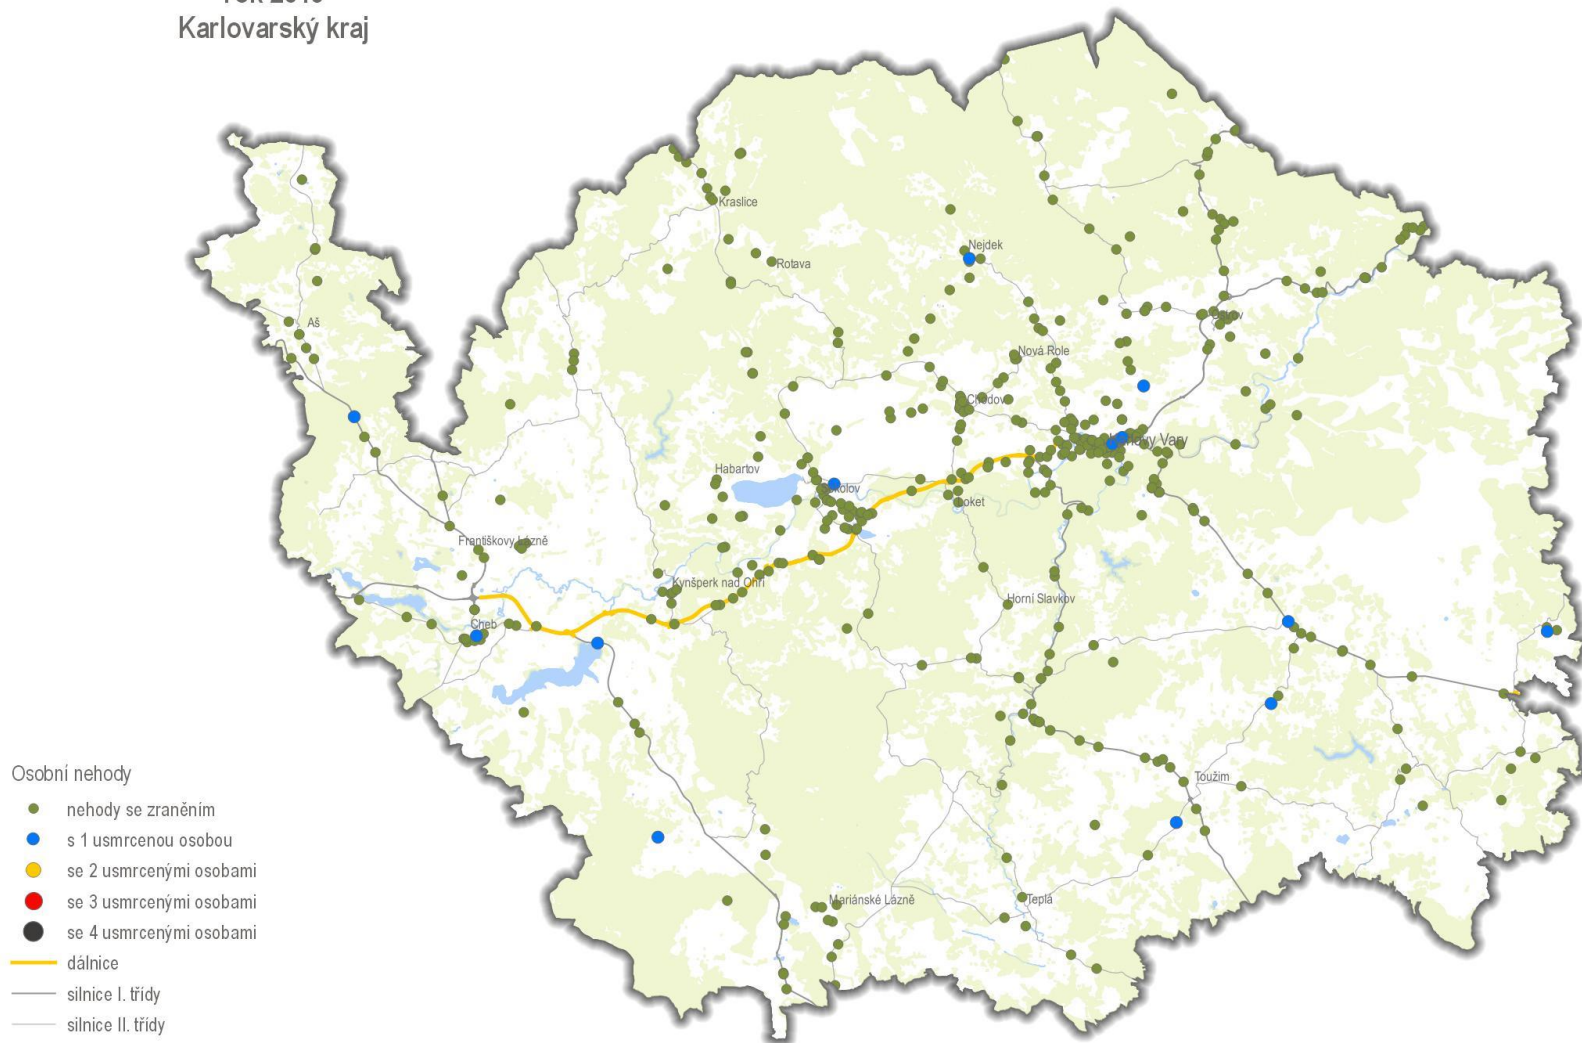 Karlovarský kraj
Kraslice
Nejdek
Rotava
Aš
Nová Role
Chodov
Habartov
Sokolov
Loket
Františkovy Lázně
Kynšperk nad Ohří
Horní Slavkov
Cheb
Toužim
Mariánské Lázně
Teplá
Osobní nehody
nehody se zraněním
s 1 usmrcenou osobou
se 2 usmrcenými osobami
se 3 usmrcenými osobami
se 4 usmrcenými osobami
dálnice
silnice I. třídy
silnice II. třídy